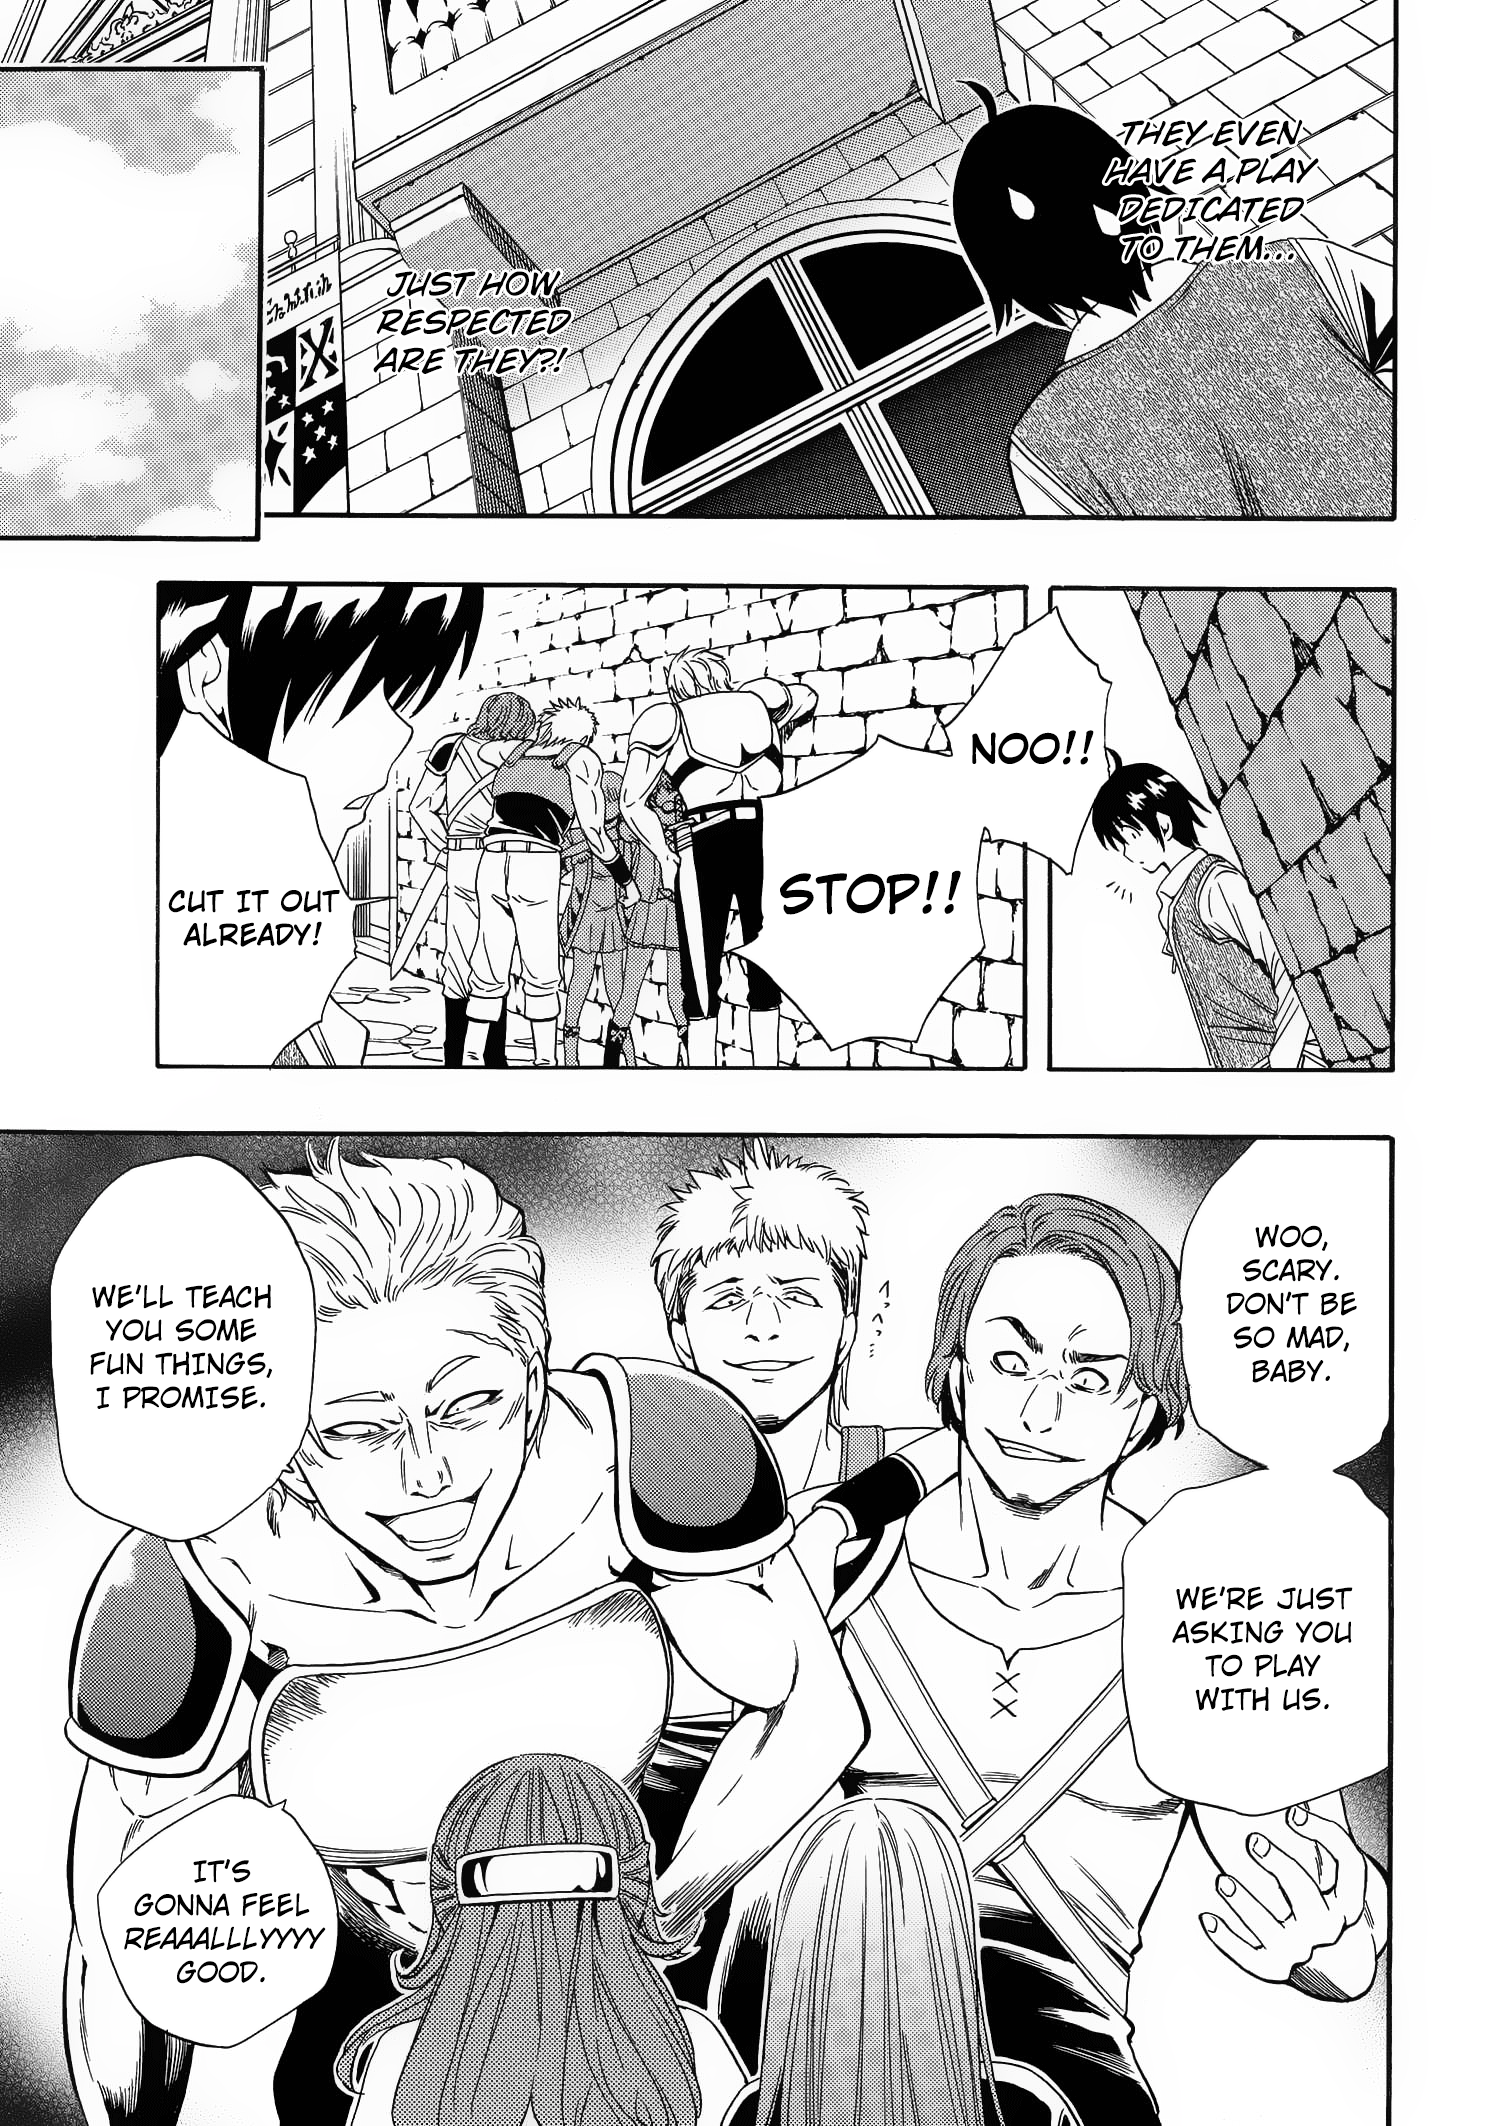 THEY EVEN
HAVE A PLAY
DEDICATED
TO THEM...
JUST HOW
RESPECTED
ARE THEY?!
NOO!!
STOP!!
CUT IT OUT
ALREADY!
WOO,
SCARY.
DON'T BE
SO MAD,
BABY.
WE'RE JUST
ASKING YOU
TO PLAY
WITH US.
WE'LL TEACH
YOU SOME
FUN THINGS,
I PROMISE.
IT'S
GONNA FEEL
REAAALLLYYYY
GOOD.